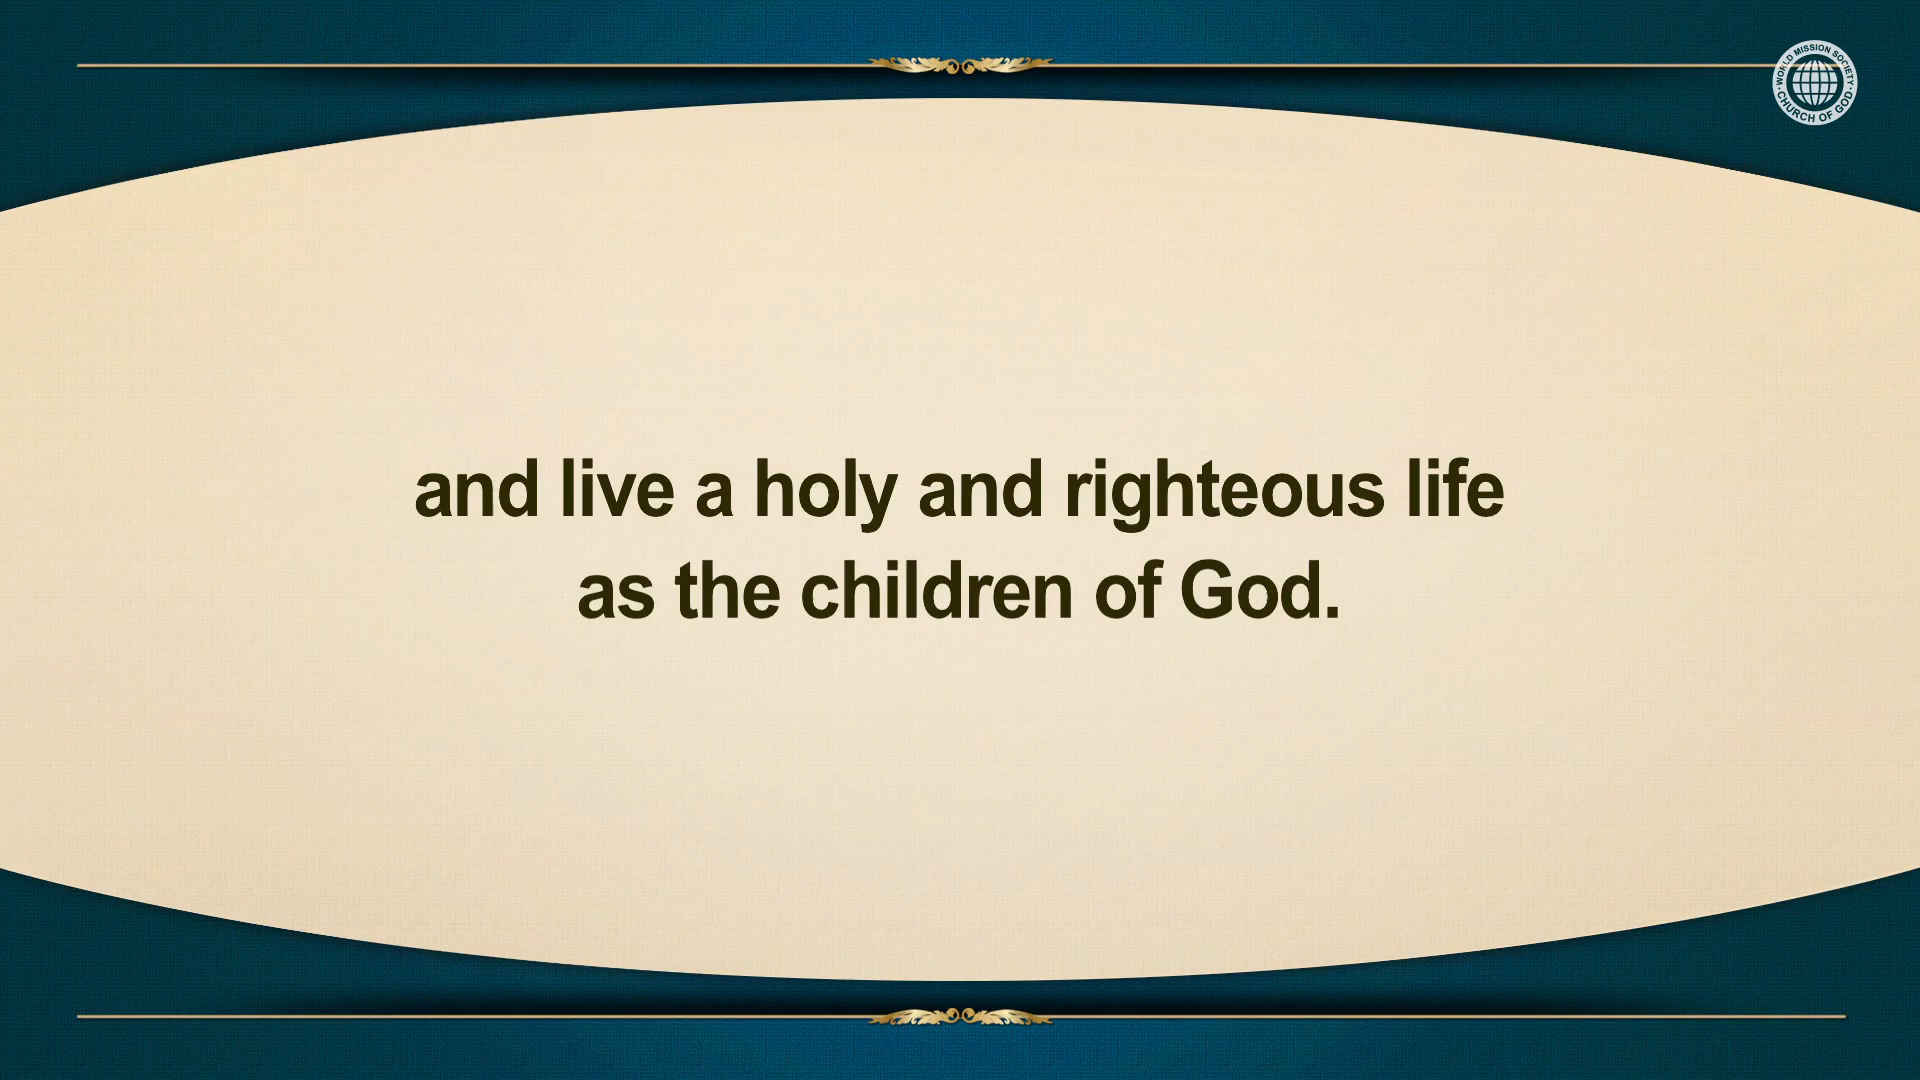 WORLD MISSION SOCIETY
CHURCH OF GOD
and live a holy and righteous life
as the children of God.